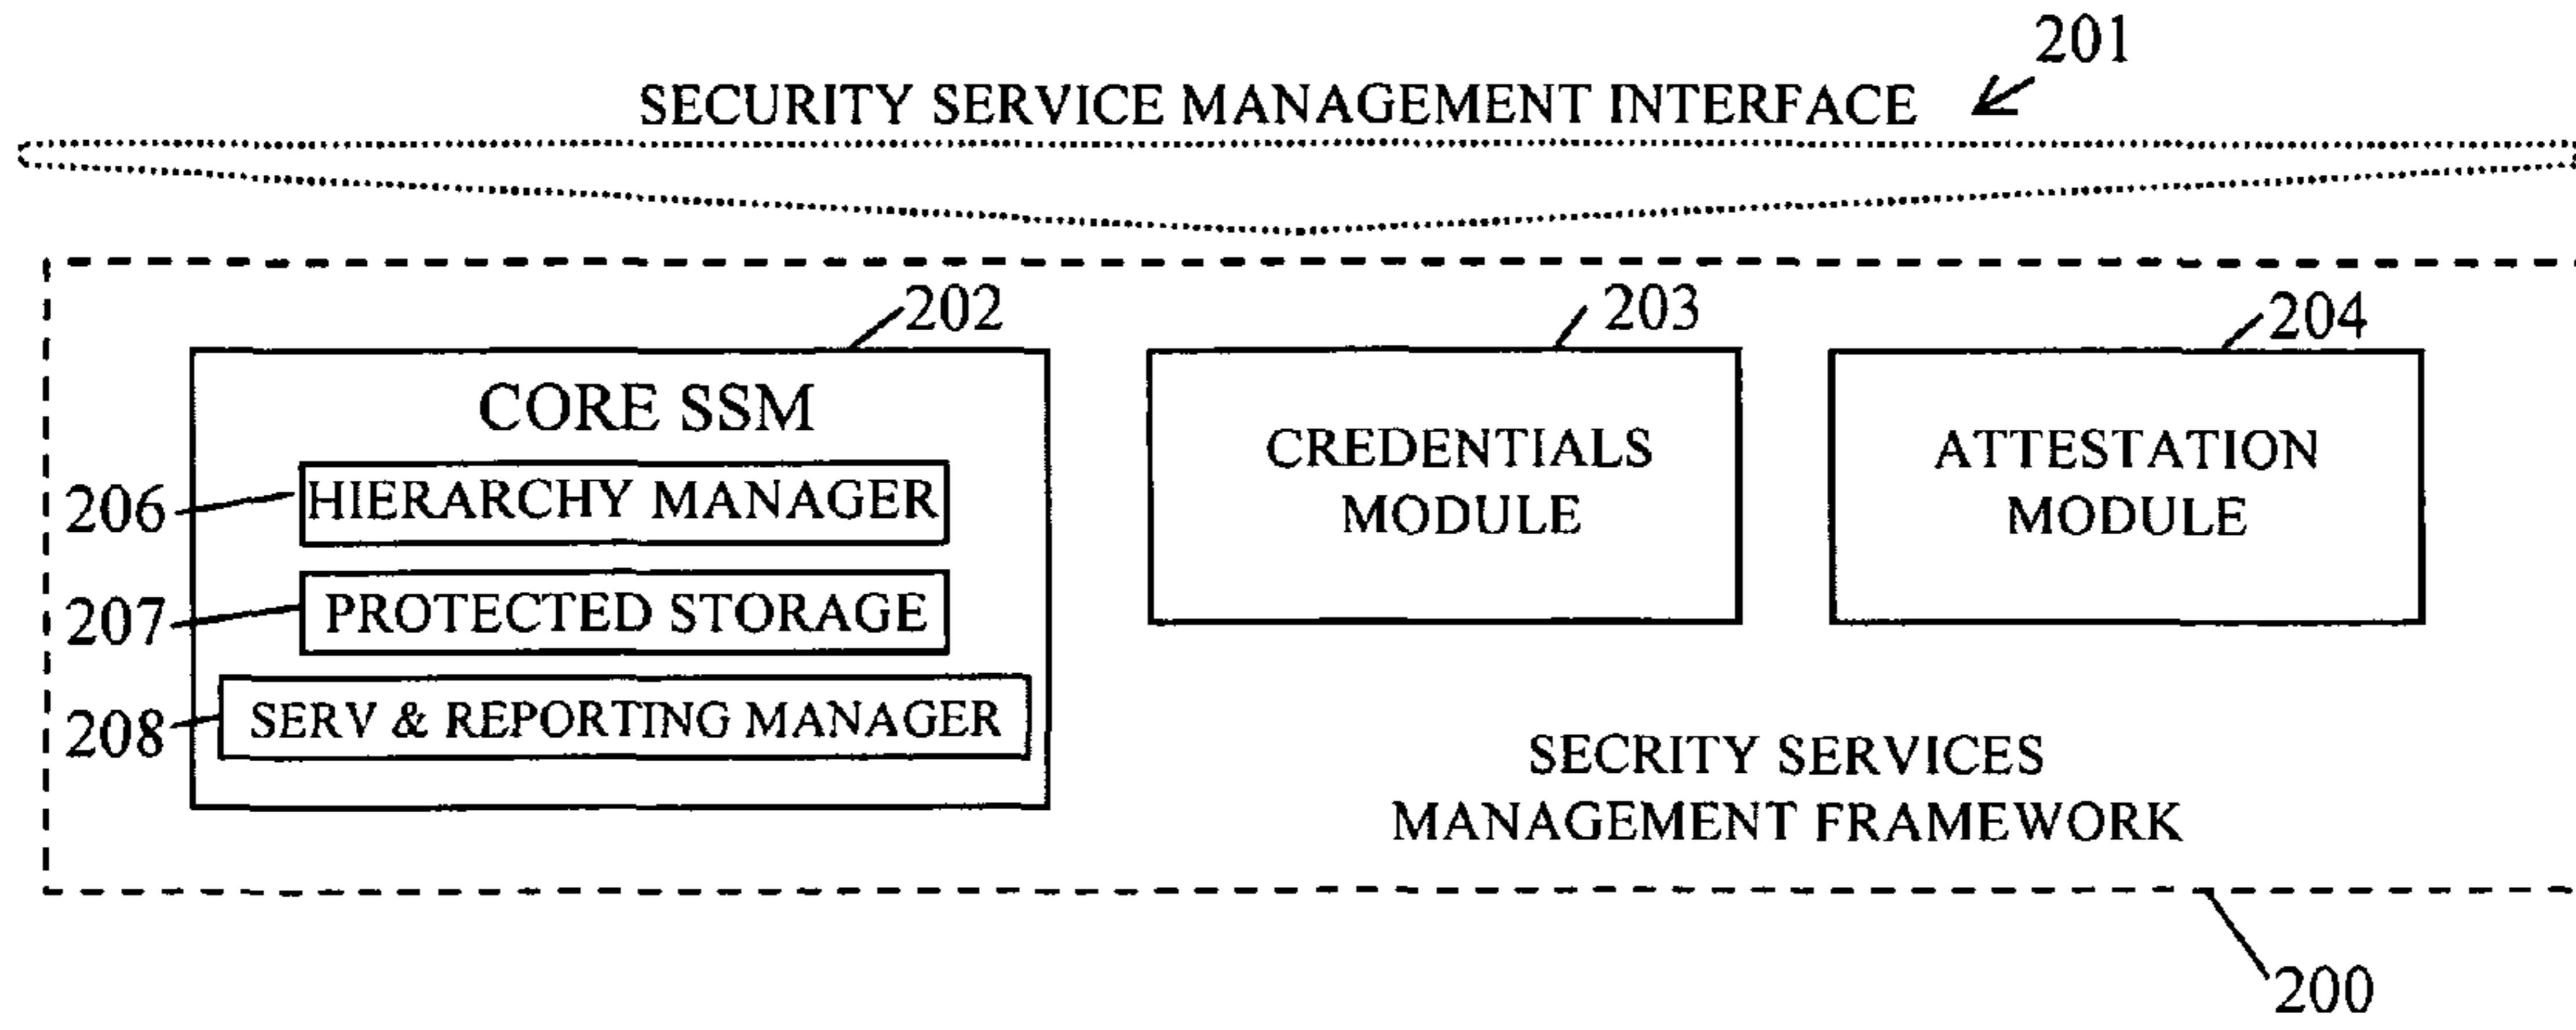 201
SECURITY SERVICE MANAGEMENT INTERFACE
202
203
204
CORE SSM
HIERARCHY MANAGER
206
PROTECTED STORAGE
207
SERV & REPORTING MANAGER
208
CREDENTIALS
MODULE
ATTESTATION
MODULE
SECRITY SERVICES
MANAGEMENT FRAMEWORK
200